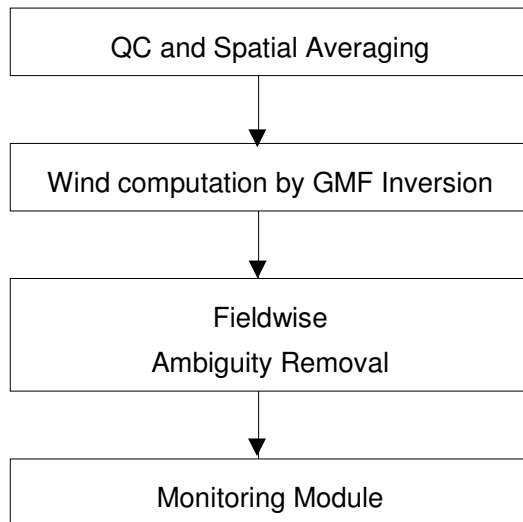 QC and Spatial Averaging
Wind computation by GMF Inversion
Fieldwise
Ambiguity Removal
Monitoring Module